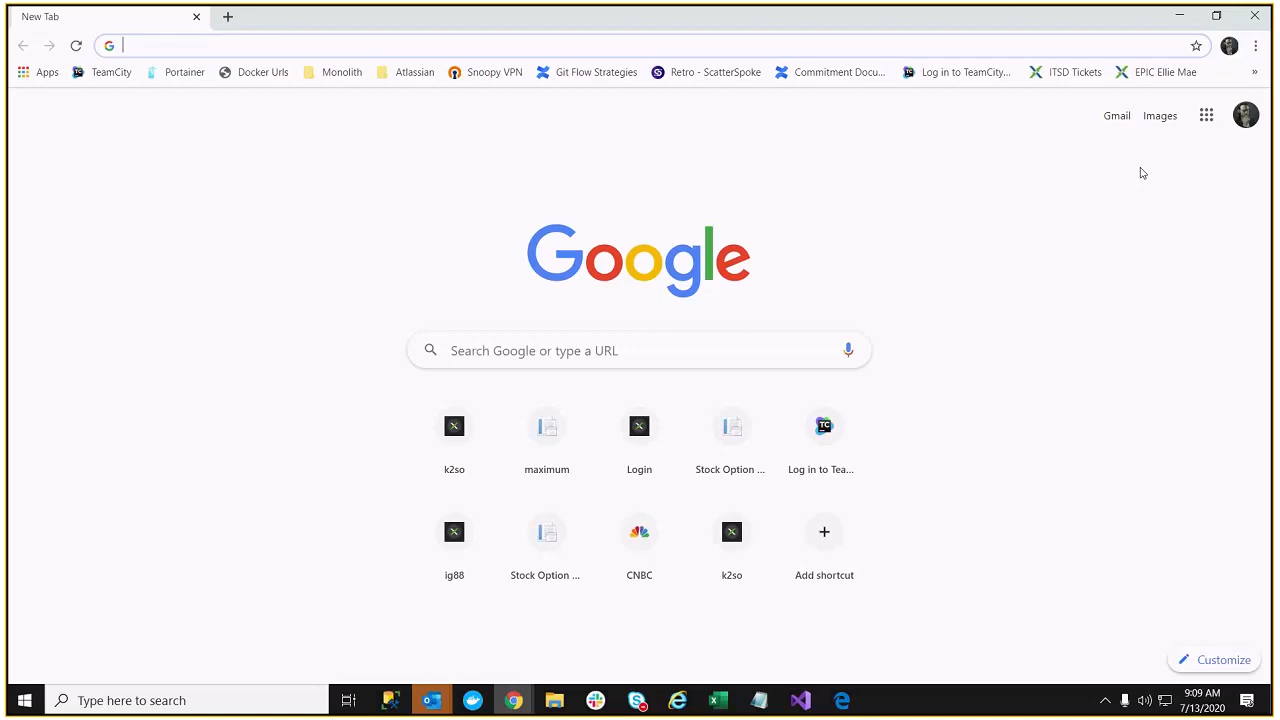 New Tab
Apps TeamCity Portainer Docker Urls Monolith Atlassian Snoopy VPN Git Flow Strategies Retro - ScatterSpoke Commitment Docu... Log in to TeamCity... ITSD Tickets EPIC Ellie Mae »
Gmail Images
Google
Search Google or type a URL
k2so maximum Login Stock Option ... Log in to Tea...
ig88 Stock Option ... CNBC k2so Add shortcut
Customize
Type here to search
9:09 AM
7/13/2020